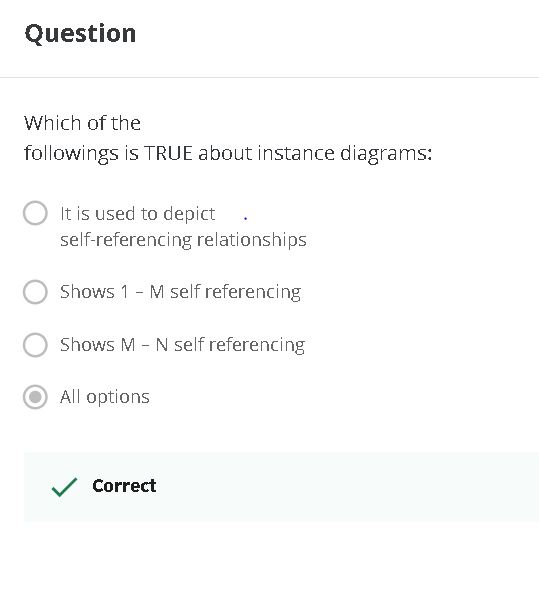 Question
Which of the
followings is TRUE about instance diagrams:
It is used to depict
self-referencing relationships
Shows 1 – M self referencing
Shows M – N self referencing
All options
Correct